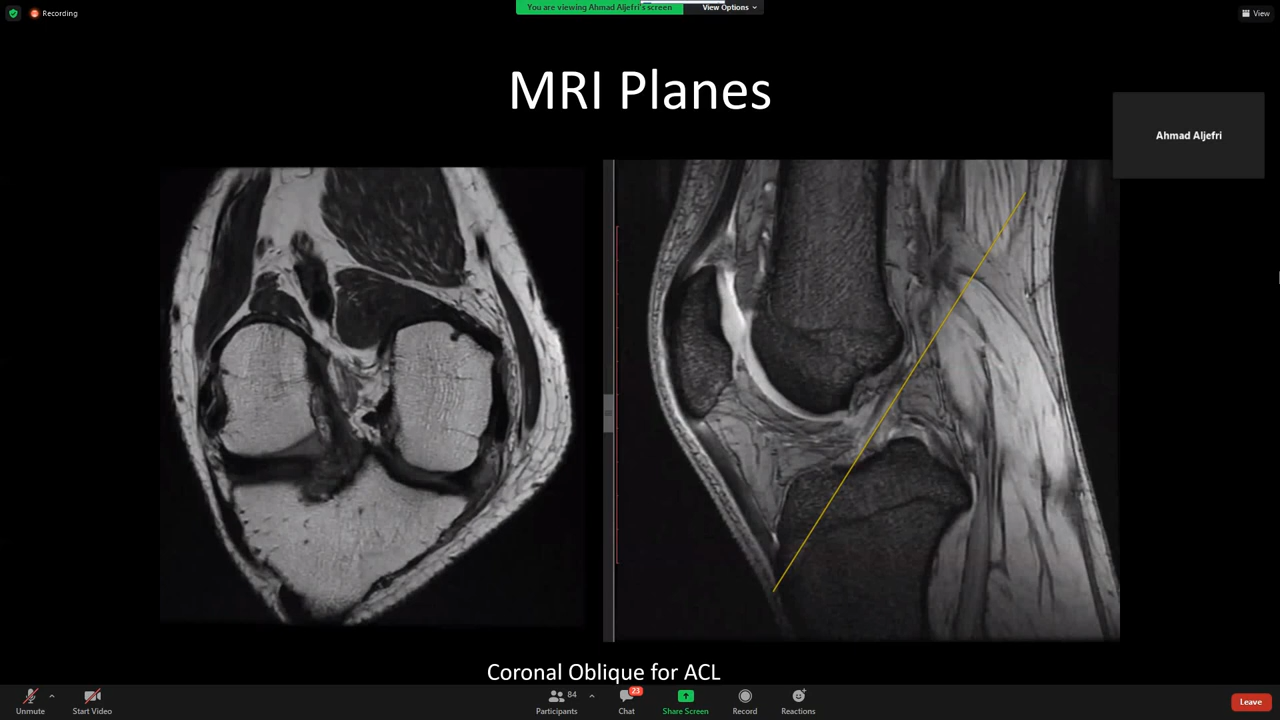 Recording
You are viewing Ahmad Aljefri's screen
View Options
View
MRI Planes
Ahmad Aljefri
Coronal Oblique for ACL
Unmute
Start Video
84
Participants
23
Chat
Share Screen
Record
Reactions
Leave